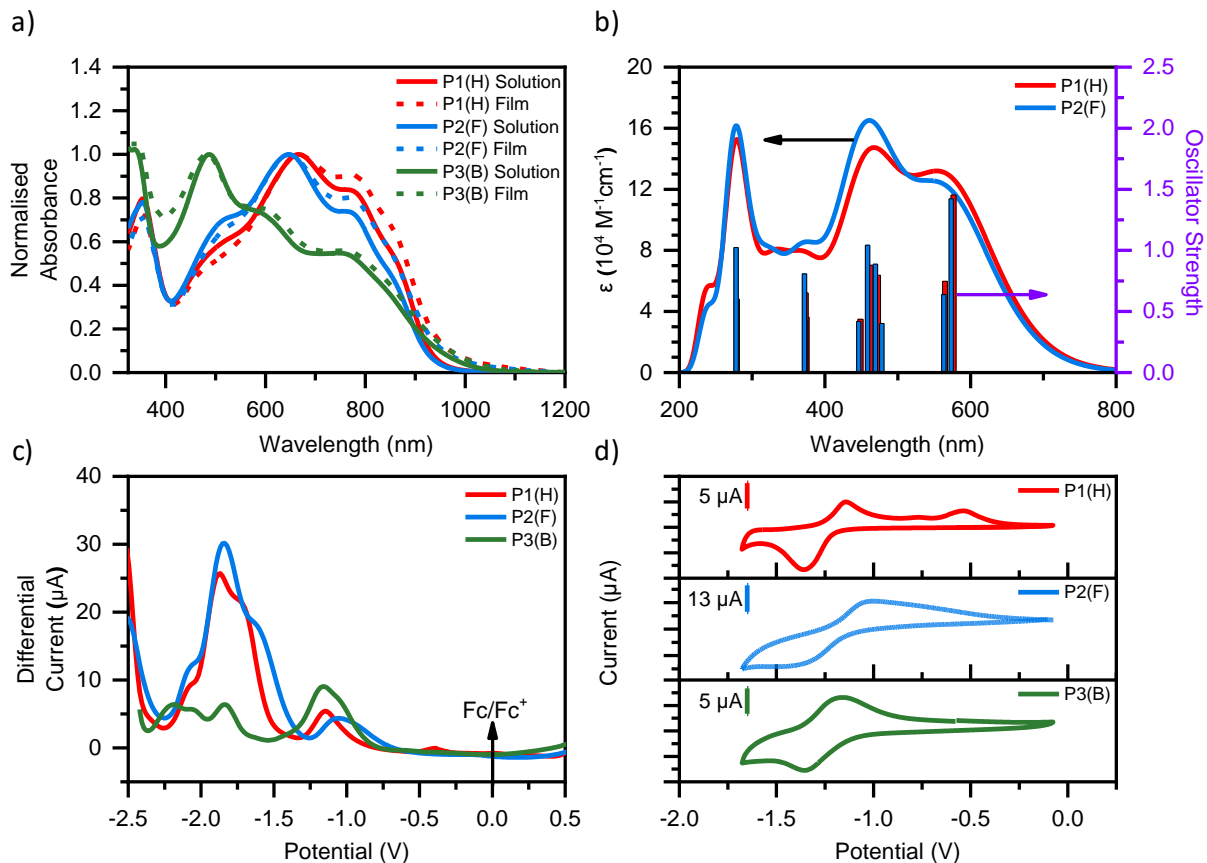 a)
1.4
1.2
1.0
0.8
0.6
0.4
0.2
0.0
Normalised
Absorbance
P1(H) Solution
P1(H) Film
P2(F) Solution
P2(F) Film
P3(B) Solution
P3(B) Film
400
600
800
1000
1200
Wavelength (nm)
b)
20
16
12
8
4
0
ε (10⁴ M⁻¹cm⁻¹)
P1(H)
P2(F)
2.5
2.0
1.5
1.0
0.5
0.0
Oscillator Strength
200
400
600
800
Wavelength (nm)
c)
40
30
20
10
0
Differential
Current (µA)
P1(H)
P2(F)
P3(B)
Fc/Fc⁺
-2.5
-2.0
-1.5
-1.0
-0.5
0.0
0.5
Potential (V)
d)
Current (µA)
5 µA
P1(H)
13 µA
P2(F)
5 µA
P3(B)
-2.0
-1.5
-1.0
-0.5
0.0
Potential (V)